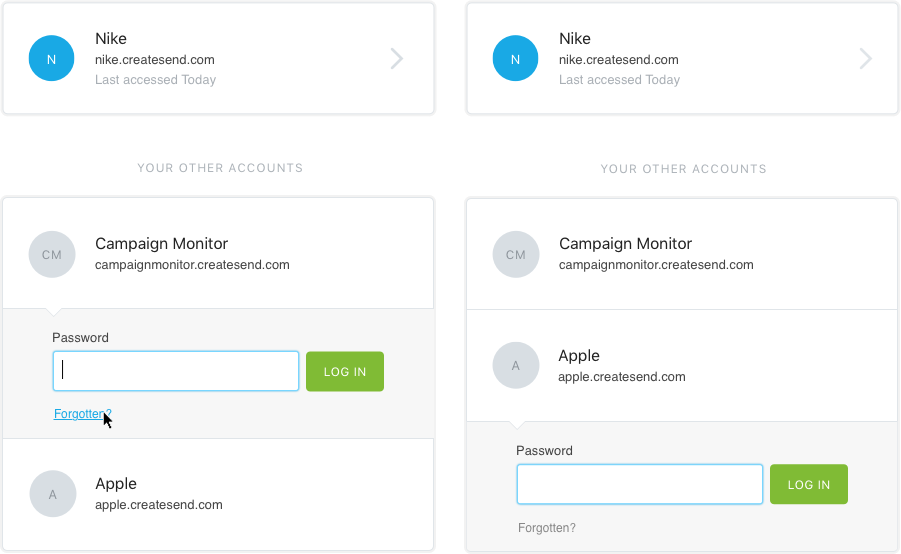 N
Nike
nike.createsend.com
Last accessed Today
YOUR OTHER ACCOUNTS
CM
Campaign Monitor
campaignmonitor.createsend.com
Password
LOG IN
Forgotten?
A
Apple
apple.createsend.com
N
Nike
nike.createsend.com
Last accessed Today
YOUR OTHER ACCOUNTS
CM
Campaign Monitor
campaignmonitor.createsend.com
A
Apple
apple.createsend.com
Password
LOG IN
Forgotten?